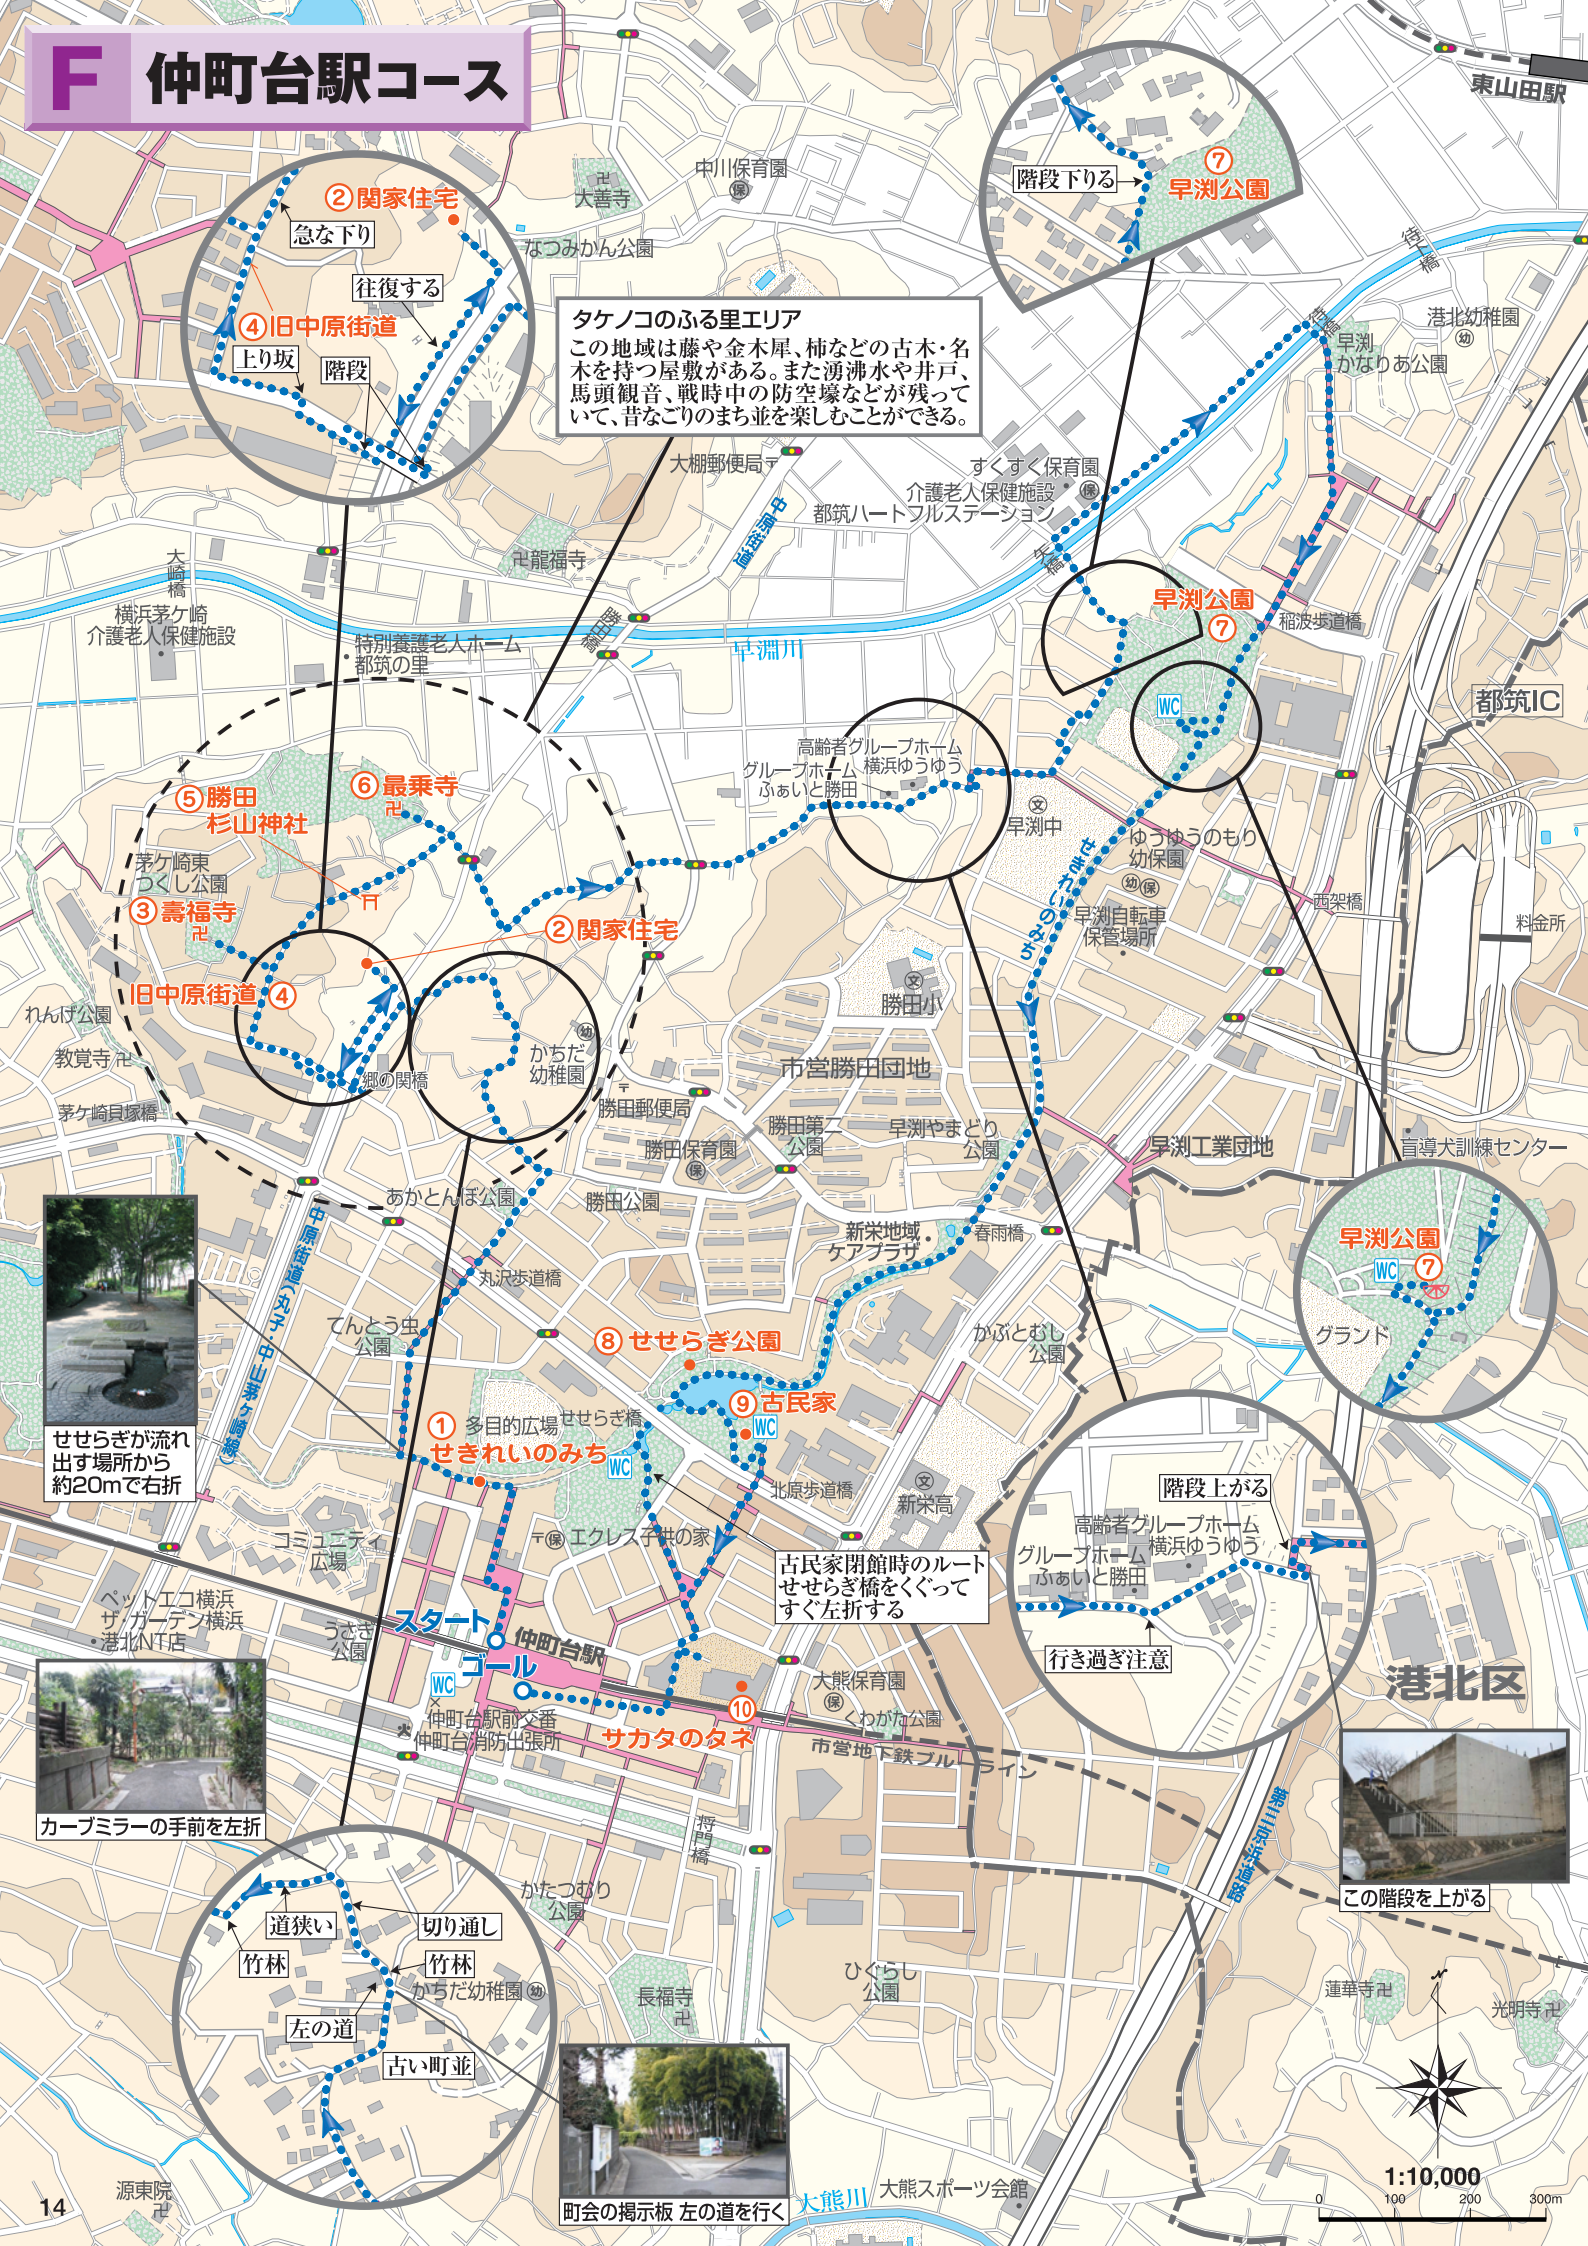 F 仲町台駅コース
東山田駅
中川保育園
保
大善寺
なつみかん公園
②関家住宅
急な下り
往復する
④旧中原街道
上り坂
階段
⑦
早渕公園
階段下りる
タケノコのふる里エリア
この地域は藤や金木犀、柿などの古木・名
木を持つ屋敷がある。また湧沸水や井戸、
馬頭観音、戦時中の防空壕などが残って
いて、昔なごりのまち並を楽しむことができる。
港北幼稚園
幼
早渕
かなりあ公園
大棚郵便局〒
中原街道
すくすく保育園
介護老人保健施設
都筑ハートフルステーション
保
龍福寺
大崎橋
横浜茅ケ崎
介護老人保健施設
特別養護老人ホーム
都筑の里
勝田橋
早淵川
早渕公園
⑦
稲波歩道橋
WC
都筑IC
高齢者グループホーム
横浜ゆうゆう
グループホーム
ふぁいと勝田
文
早渕中
ゆうゆうのもり
幼保園
幼保
早渕自転車
保管場所
せきれいのみち
西架橋
料金所
⑥最乗寺
⑤勝田
杉山神社
茅ケ崎東
つくし公園
③壽福寺
②関家住宅
旧中原街道④
れんげ公園
教覚寺
茅ケ崎貝塚橋
郷の関橋
幼
かちだ
幼稚園
〒
勝田郵便局
文
勝田小
市営勝田団地
勝田保育園
保
勝田第二
公園
早渕やまどり
公園
早渕工業団地
盲導犬訓練センター
あかとんぼ公園
勝田公園
新栄地域
ケアプラザ
春雨橋
丸沢歩道橋
中原街道(丸子・中山茅ケ崎線)
てんとう虫
公園
かぶとむし
公園
早渕公園
WC
⑦
グランド
せせらぎが流れ
出す場所から
約20mで右折
⑧せせらぎ公園
⑨古民家
WC
①
多目的広場
せきれいのみち
せせらぎ橋
WC
北原歩道橋
文
新栄高
〒保エクレス子供の家
コミュニティ
広場
古民家閉館時のルート
せせらぎ橋をくぐって
すぐ左折する
階段上がる
高齢者グループホーム
横浜ゆうゆう
グループホーム
ふぁいと勝田
行き過ぎ注意
ペットエコ横浜
ザ・ガーデン横浜
港北NT店
うさぎ
公園
スタート
ゴール
仲町台駅
WC
仲町台駅前交番
仲町台消防出張所
⑩
サカタのタネ
大熊保育園
保
くわがた公園
市営地下鉄ブルーライン
港北区
第三京浜道路
この階段を上がる
カーブミラーの手前を左折
将門橋
かたつむり
公園
道狭い
切り通し
竹林
竹林
かちだ幼稚園幼
左の道
古い町並
長福寺
ひぐらし
公園
蓮華寺
光明寺
町会の掲示板 左の道を行く
源東院
大熊川
大熊スポーツ会館
N
1:10,000
0 100 200 300m
14